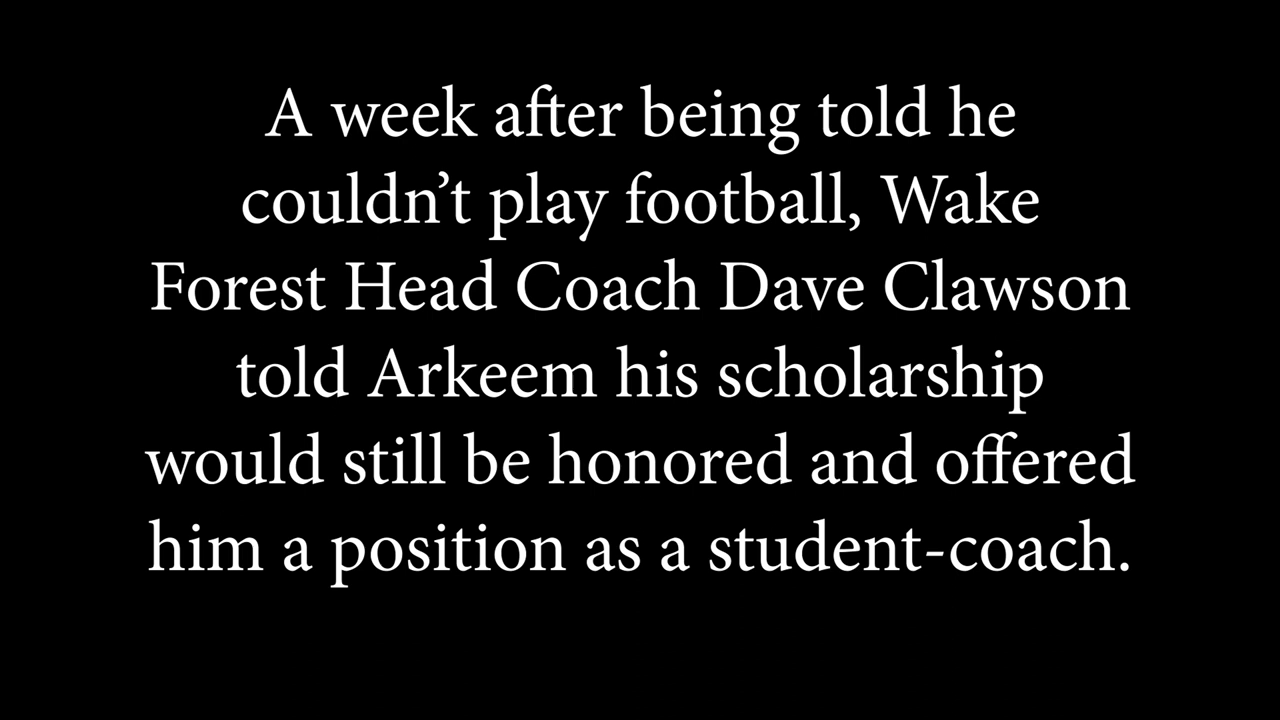 A week after being told he
couldn’t play football, Wake
Forest Head Coach Dave Clawson
told Arkeem his scholarship
would still be honored and offered
him a position as a student-coach.